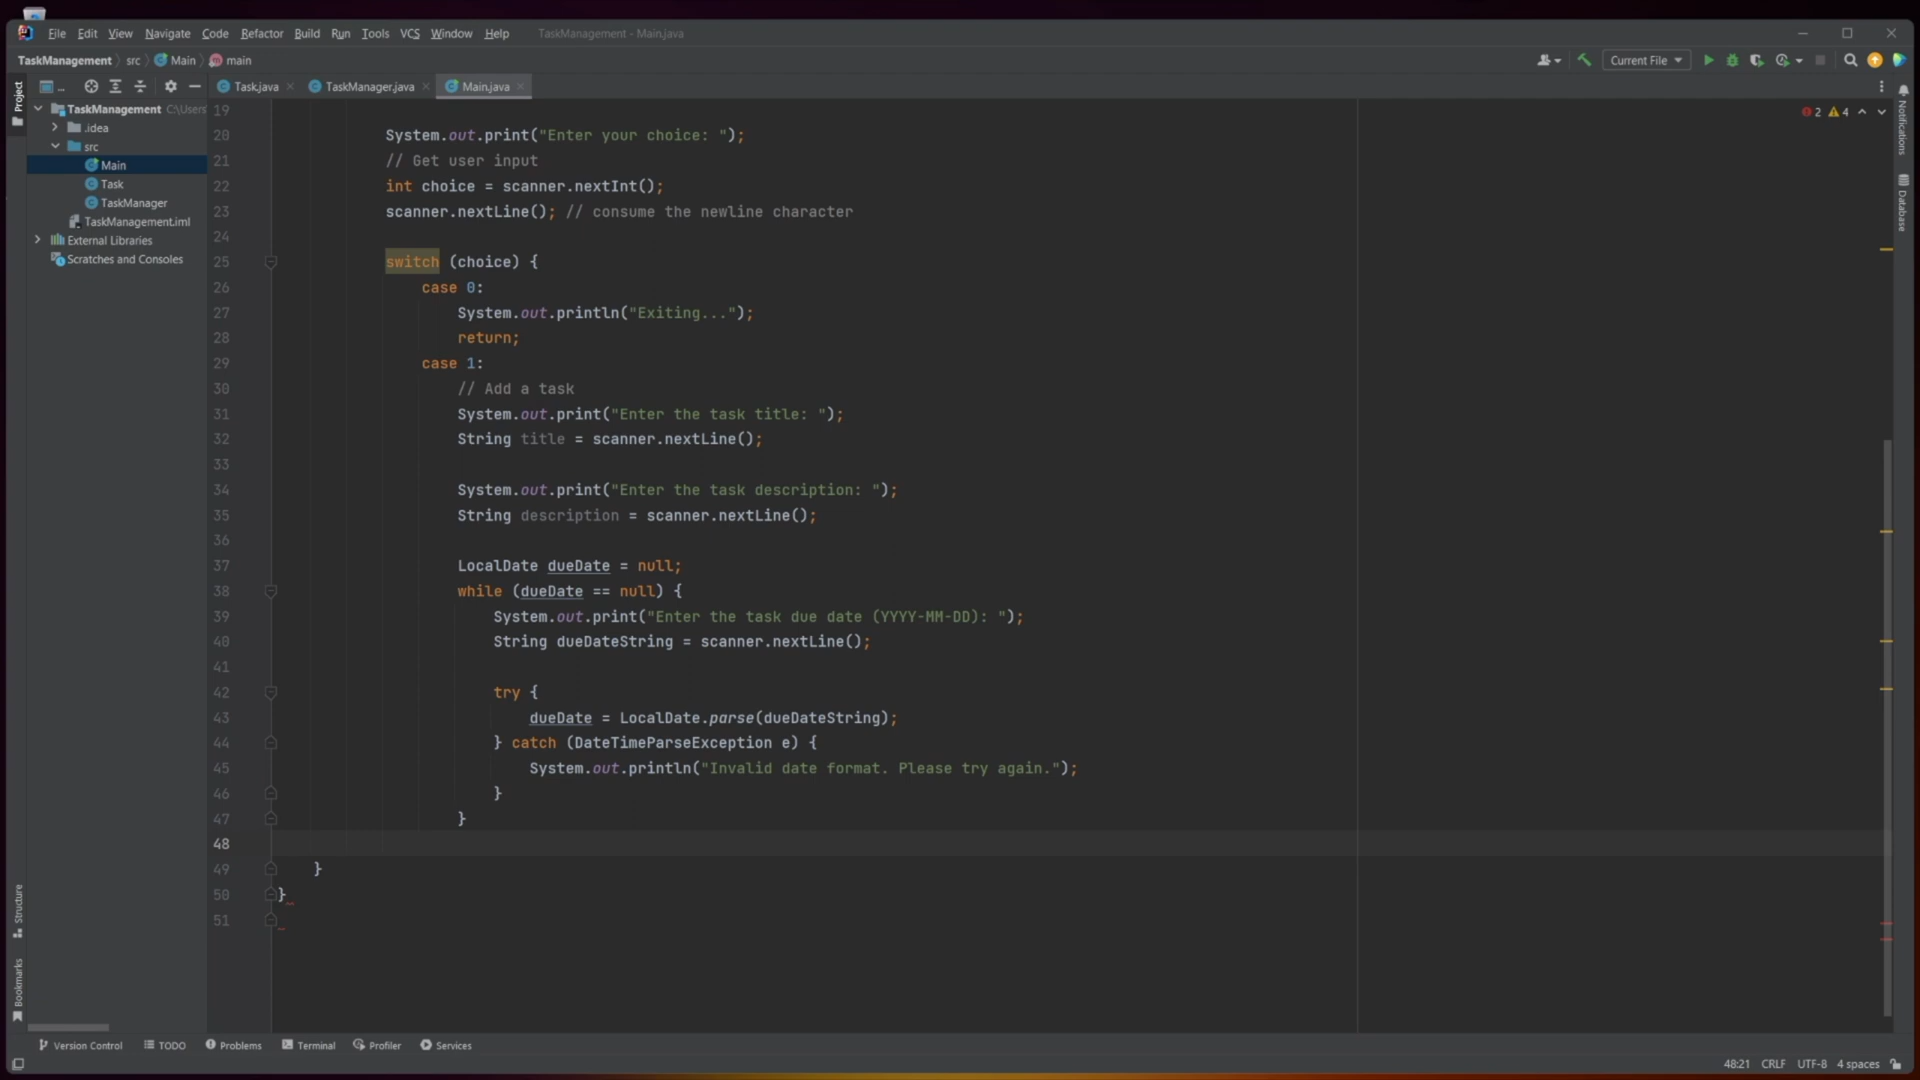 File Edit View Navigate Code Refactor Build Run Tools VCS Window Help TaskManagement - Main.java
TaskManagement src Main main Current File
Project ... Task.java TaskManager.java Main.java
TaskManagement C:\Users
.idea
src
Main
Task
TaskManager
TaskManagement.iml
External Libraries
Scratches and Consoles
2 4
Notifications
Database
19
20 System.out.print("Enter your choice: ");
21 // Get user input
22 int choice = scanner.nextInt();
23 scanner.nextLine(); // consume the newline character
24
25 switch (choice) {
26 case 0:
27 System.out.println("Exiting...");
28 return;
29 case 1:
30 // Add a task
31 System.out.print("Enter the task title: ");
32 String title = scanner.nextLine();
33
34 System.out.print("Enter the task description: ");
35 String description = scanner.nextLine();
36
37 LocalDate dueDate = null;
38 while (dueDate == null) {
39 System.out.print("Enter the task due date (YYYY-MM-DD): ");
40 String dueDateString = scanner.nextLine();
41
42 try {
43 dueDate = LocalDate.parse(dueDateString);
44 } catch (DateTimeParseException e) {
45 System.out.println("Invalid date format. Please try again.");
46 }
47 }
48
49 }
50 }
51
Structure
Bookmarks
Version Control TODO Problems Terminal Profiler Services
48:21 CRLF UTF-8 4 spaces